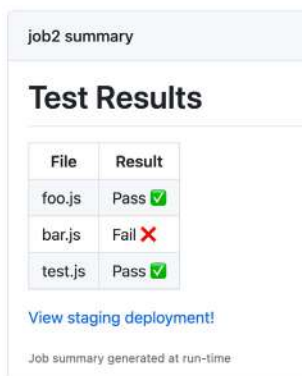 job2 summary
Test Results
File Result
foo.js Pass ✅
bar.js Fail ❌
test.js Pass ✅
View staging deployment!
Job summary generated at run-time